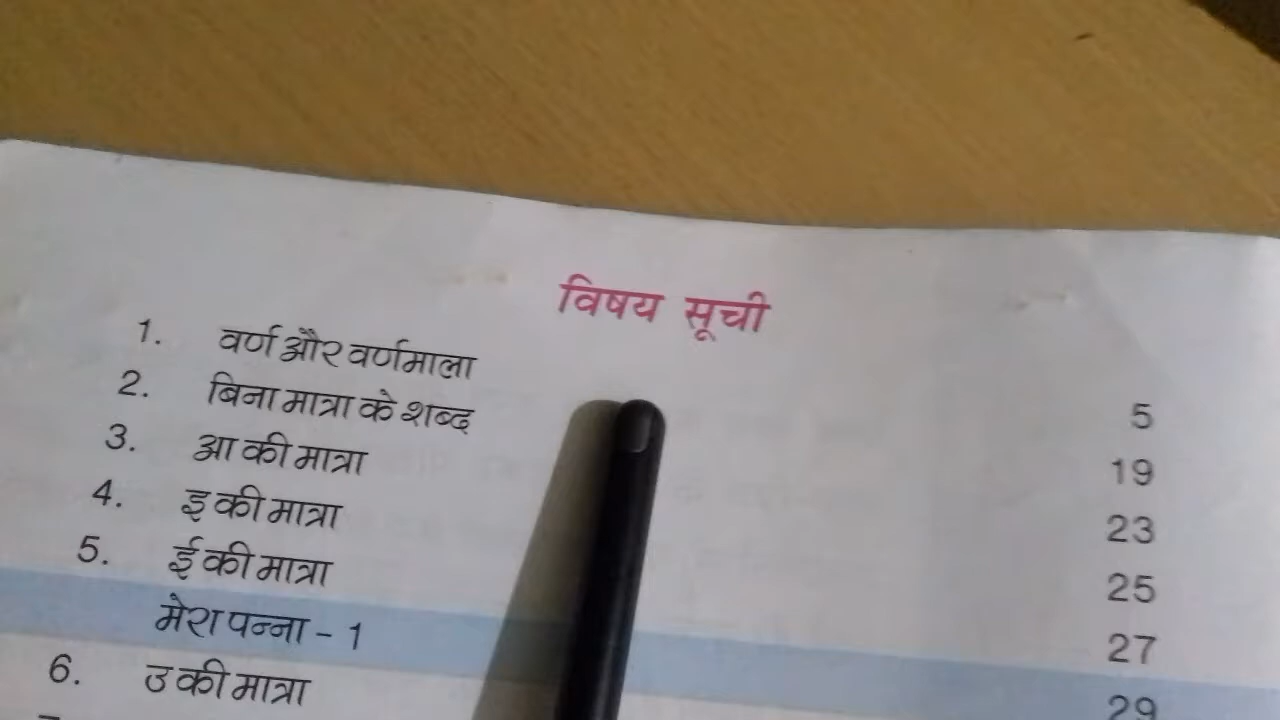 विषय सूची
1. वर्ण और वर्णमाला 5
2. बिना मात्रा के शब्द 19
3. आ की मात्रा 23
4. इ की मात्रा 25
5. ई की मात्रा 27
मेरा पन्ना - 1 29
6. उ की मात्रा